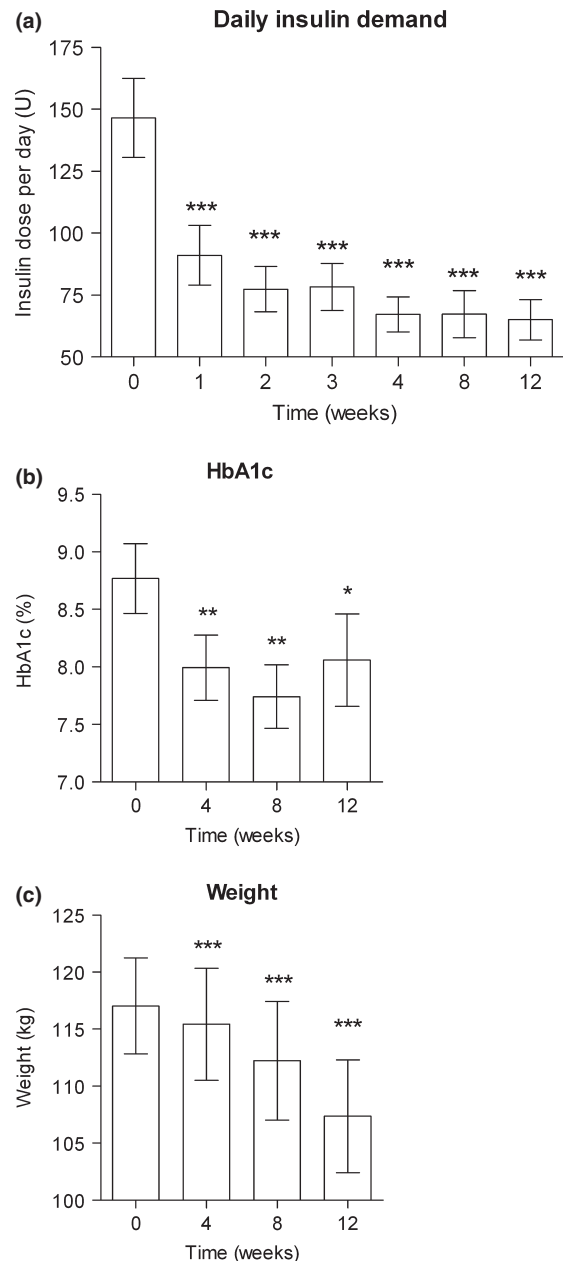 (a) Daily insulin demand
175
150
125
100
75
50
Insulin dose per day (U)
***
***
***
***
***
***
0 1 2 3 4 8 12
Time (weeks)
(b) HbA1c
9.5
9.0
8.5
8.0
7.5
7.0
HbA1c (%)
**
**
*
0 4 8 12
Time (weeks)
(c) Weight
125
120
115
110
105
100
Weight (kg)
***
***
***
0 4 8 12
Time (weeks)